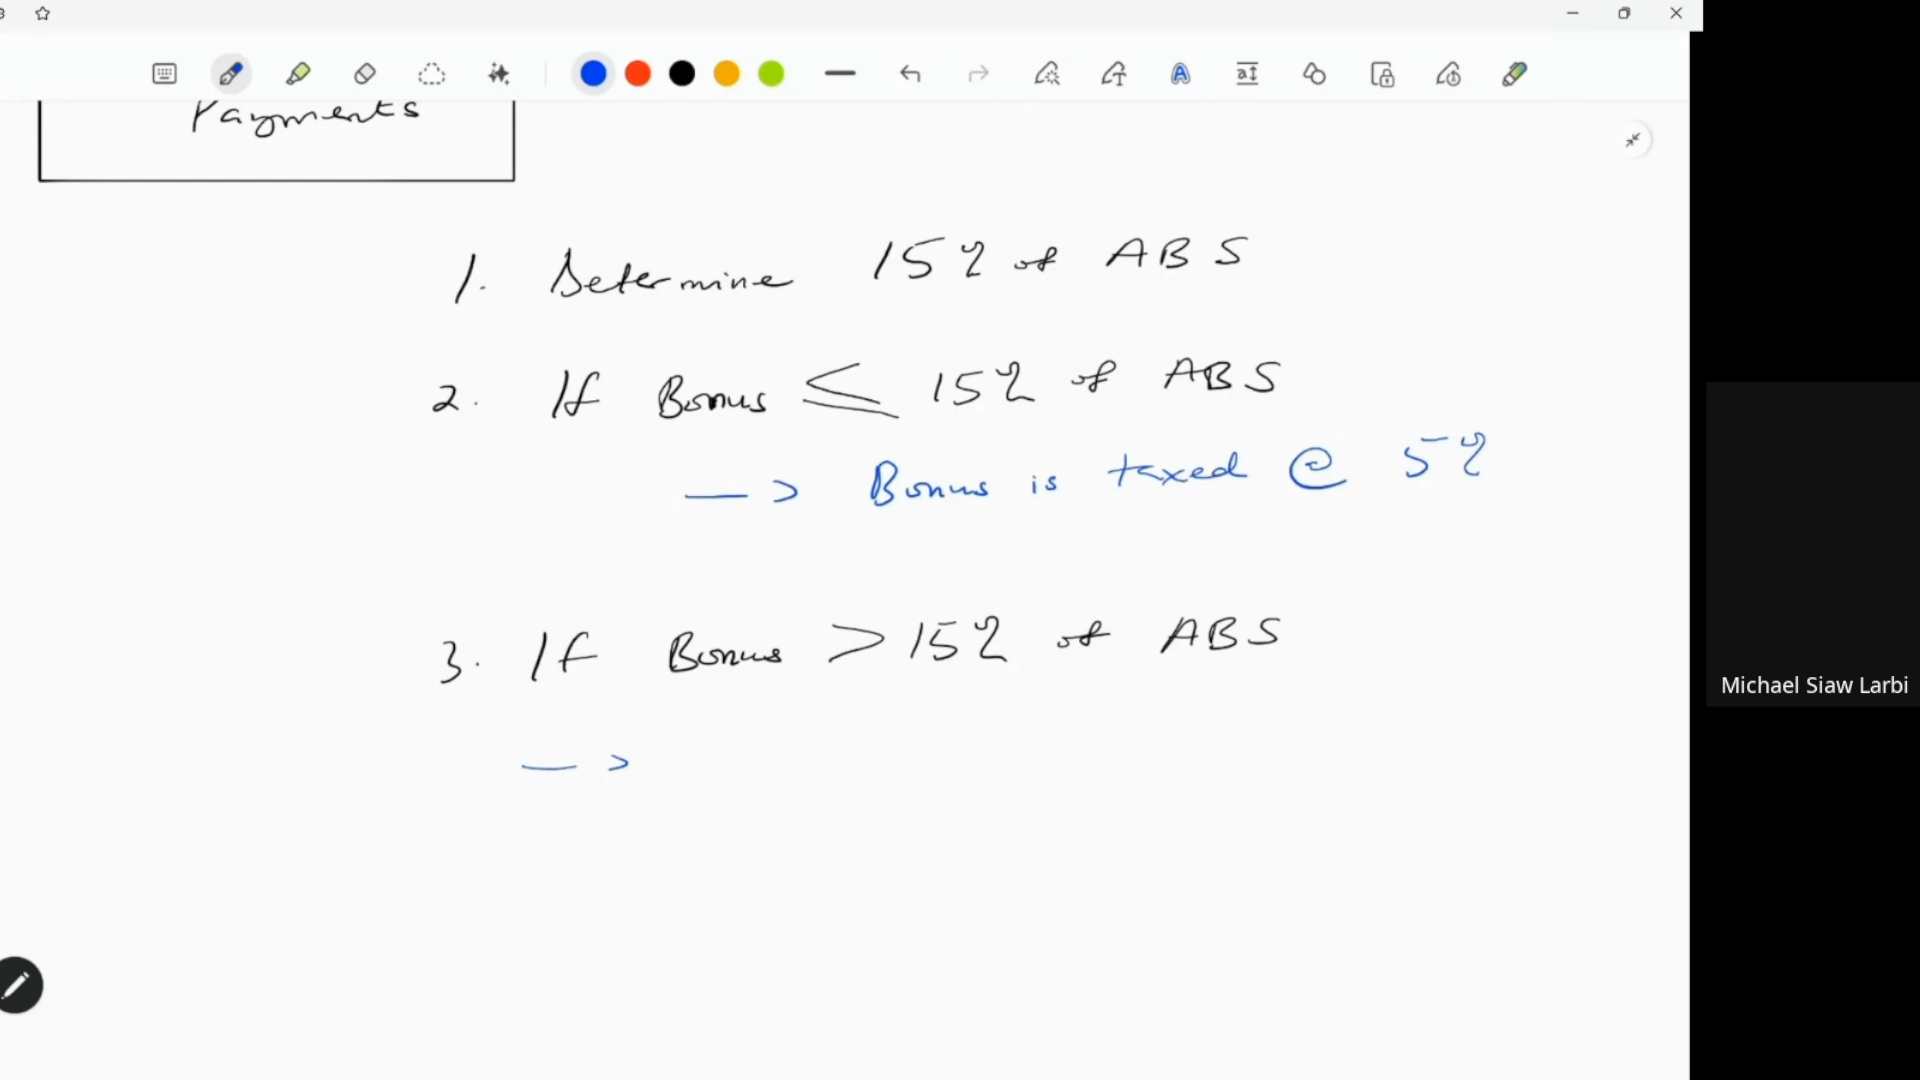 Payments
1. Determine 15% of ABS
2. If Bonus ≤ 15% of ABS
—> Bonus is taxed @ 5%
3. If Bonus > 15% of ABS
—>
Michael Siaw Larbi